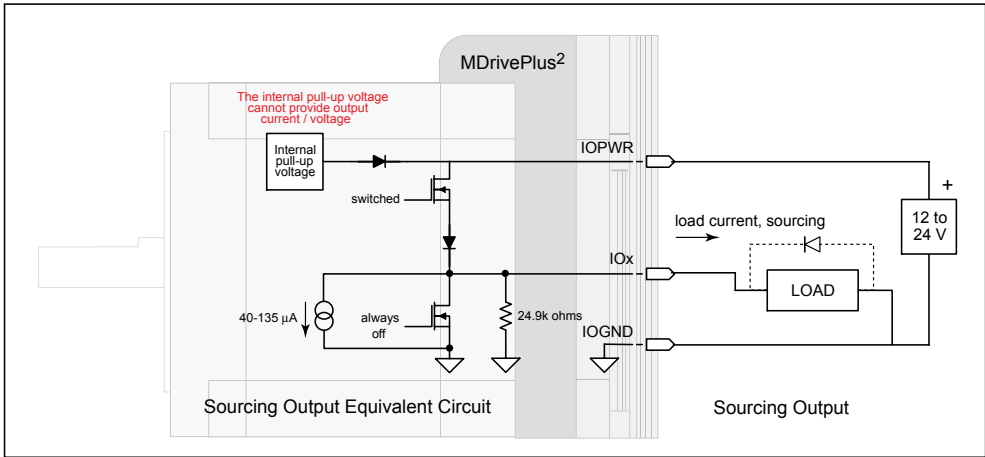 MDrivePlus²
The internal pull-up voltage
cannot provide output
current / voltage
Internal
pull-up
voltage
IOPWR
switched
+
12 to
24 V
load current, sourcing
IOx
LOAD
40-135 µA
always
off
24.9k ohms
IOGND
Sourcing Output Equivalent Circuit
Sourcing Output